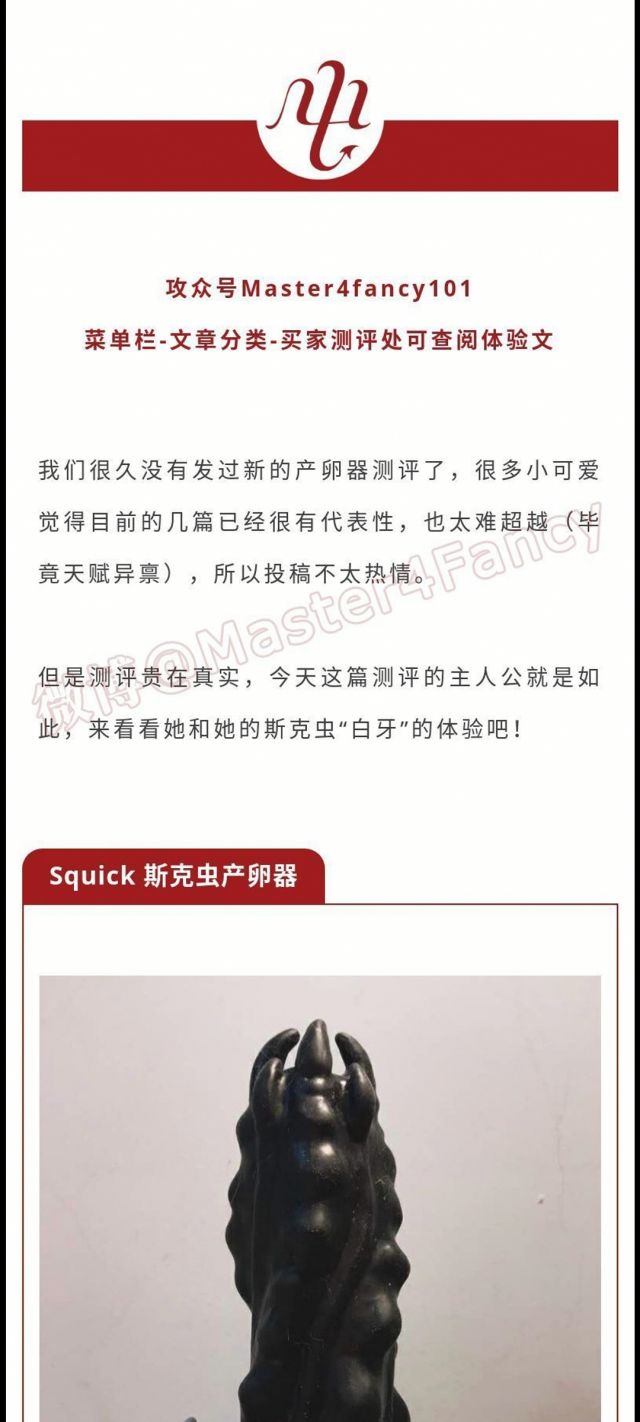 攻众号Master4fancy101
菜单栏-文章分类-买家测评处可查阅体验文
我们很久没有发过新的产卵器测评了，很多小可爱
觉得目前的几篇已经很有代表性，也太难超越（毕
竟天赋异禀），所以投稿不太热情。
微博@Master4Fancy
但是测评贵在真实，今天这篇测评的主人公就是如
此，来看看她和她的斯克虫“白牙”的体验吧！
Squick 斯克虫产卵器